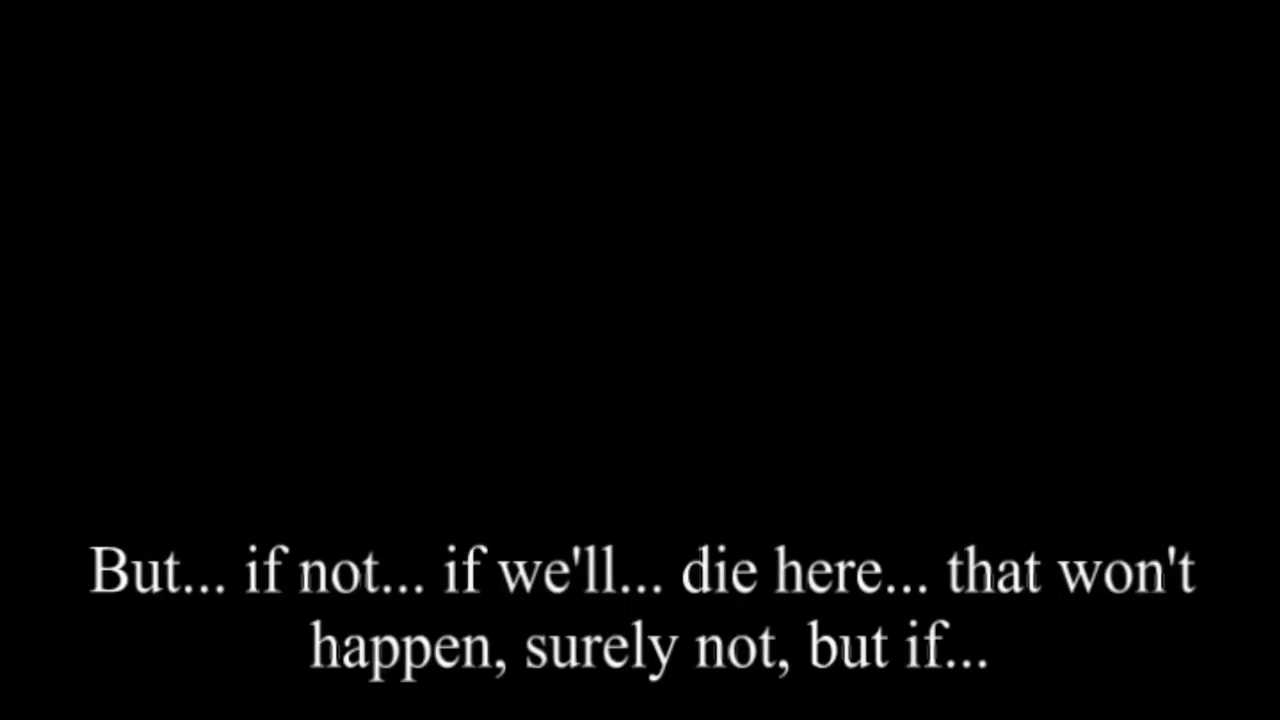 But... if not... if we'll... die here... that won't
happen, surely not, but if...